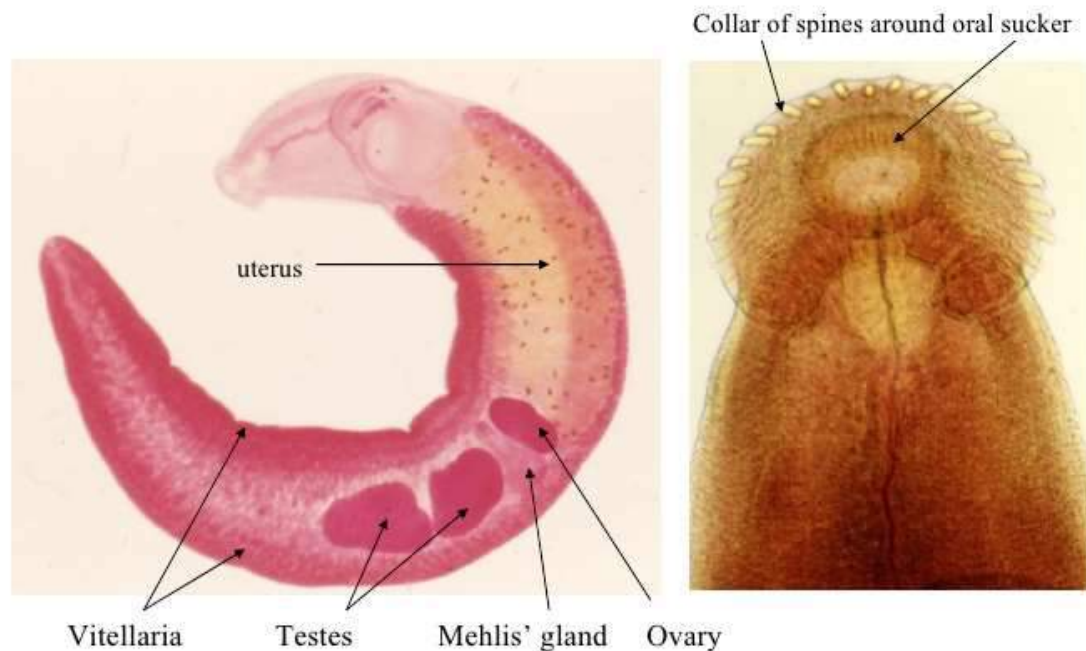 Collar of spines around oral sucker
uterus
Vitellaria
Testes
Mehlis’ gland
Ovary